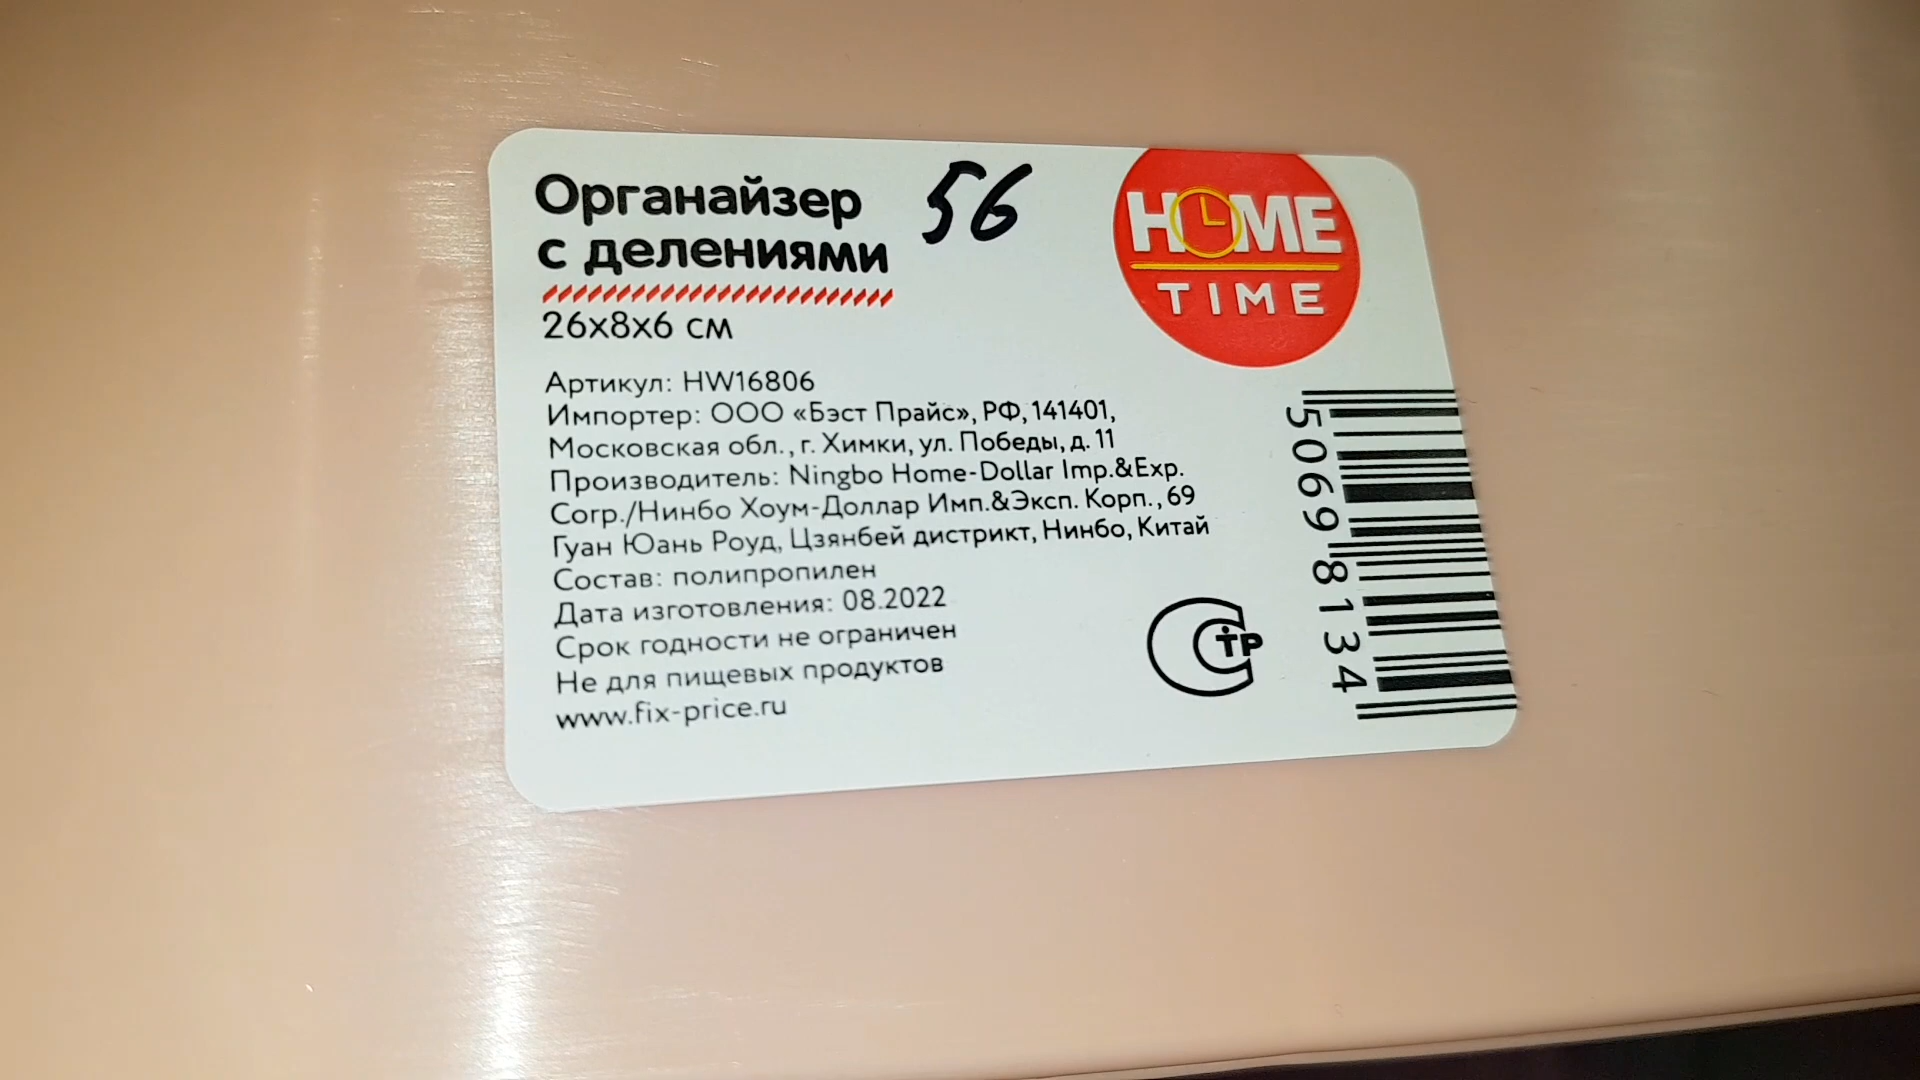 Органайзер
с делениями
56
26x8x6 см
HOME
TIME
Артикул: HW16806
Импортер: ООО «Бэст Прайс», РФ, 141401,
Московская обл., г. Химки, ул. Победы, д. 11
Производитель: Ningbo Home-Dollar Imp.&Exp.
Corp./Нинбо Хоум-Доллар Имп.&Эксп. Корп., 69
Гуан Юань Роуд, Цзянбей дистрикт, Нинбо, Китай
Состав: полипропилен
Дата изготовления: 08.2022
Срок годности не ограничен
Не для пищевых продуктов
www.fix-price.ru
СТР
5069 8134